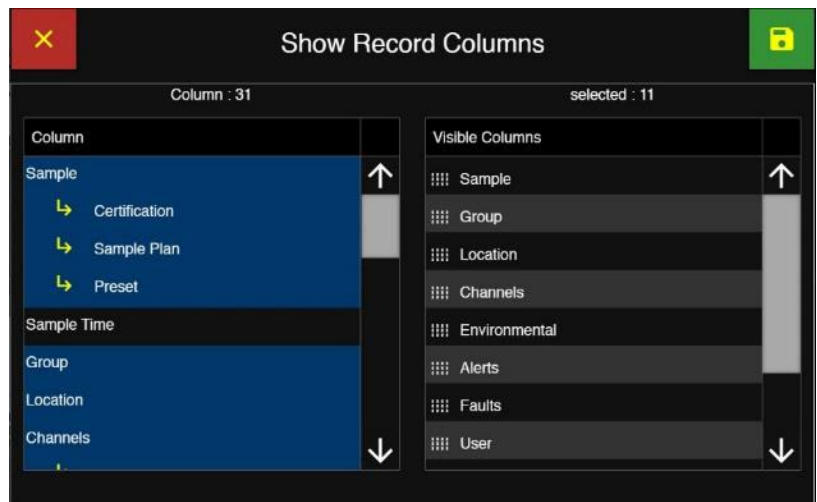 Show Record Columns
Column : 31
selected : 11
Column
Sample
Certification
Sample Plan
Preset
Sample Time
Group
Location
Channels
Visible Columns
Sample
Group
Location
Channels
Environmental
Alerts
Faults
User